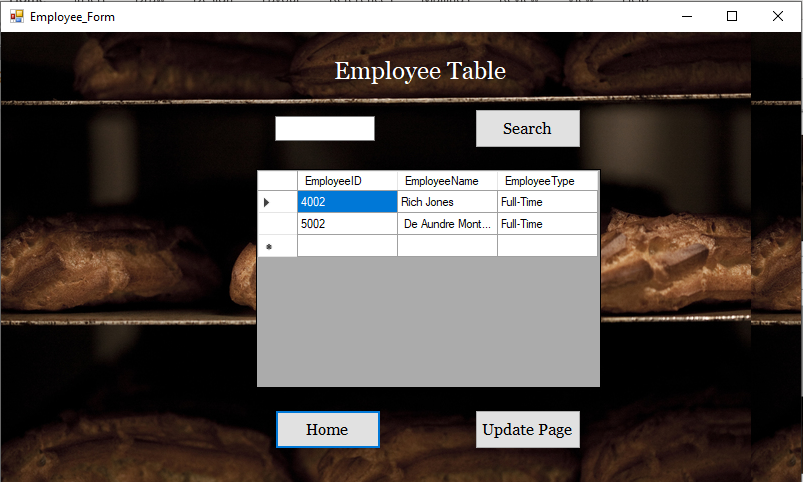 Employee_Form
Employee Table
Search
EmployeeID EmployeeName EmployeeType
4002 Rich Jones Full-Time
5002 De Aundre Mont... Full-Time
Home Update Page